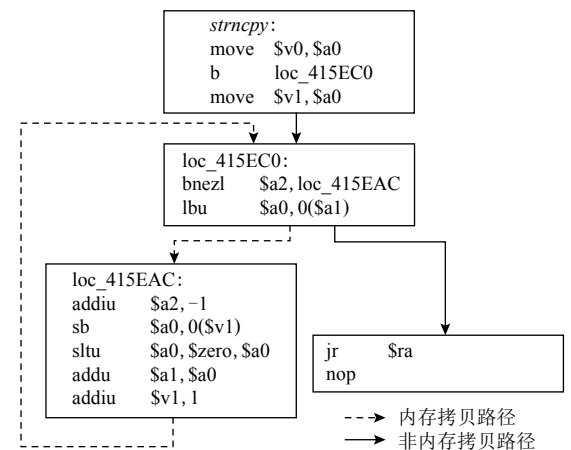 strncpy:
move $v0,$a0
b loc_415EC0
move $v1,$a0
loc_415EC0:
bnezl $a2,loc_415EAC
lbu $a0,0($a1)
loc_415EAC:
addiu $a2,-1
sb $a0,0($v1)
sltu $a0,$zero,$a0
addu $a1,$a0
addiu $v1,1
jr $ra
nop
内存拷贝路径
非内存拷贝路径